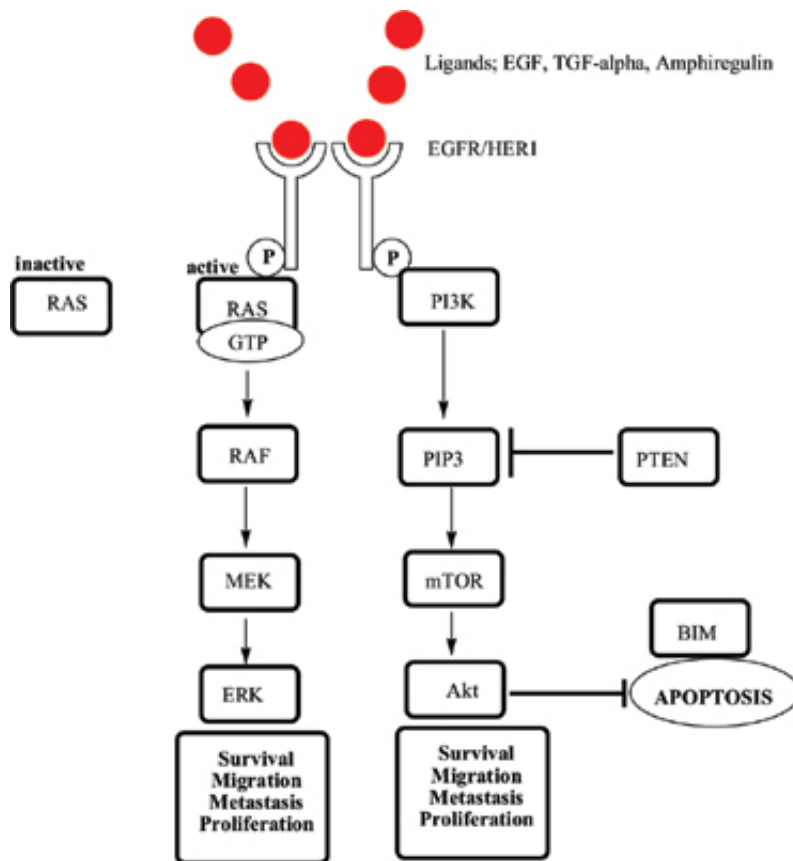 Ligands; EGF, TGF-alpha, Amphiregulin
EGFR/HER1
P
P
inactive
RAS
active
RAS
GTP
PI3K
RAF
PIP3
PTEN
MEK
mTOR
BIM
ERK
Akt
APOPTOSIS
Survival
Migration
Metastasis
Proliferation
Survival
Migration
Metastasis
Proliferation